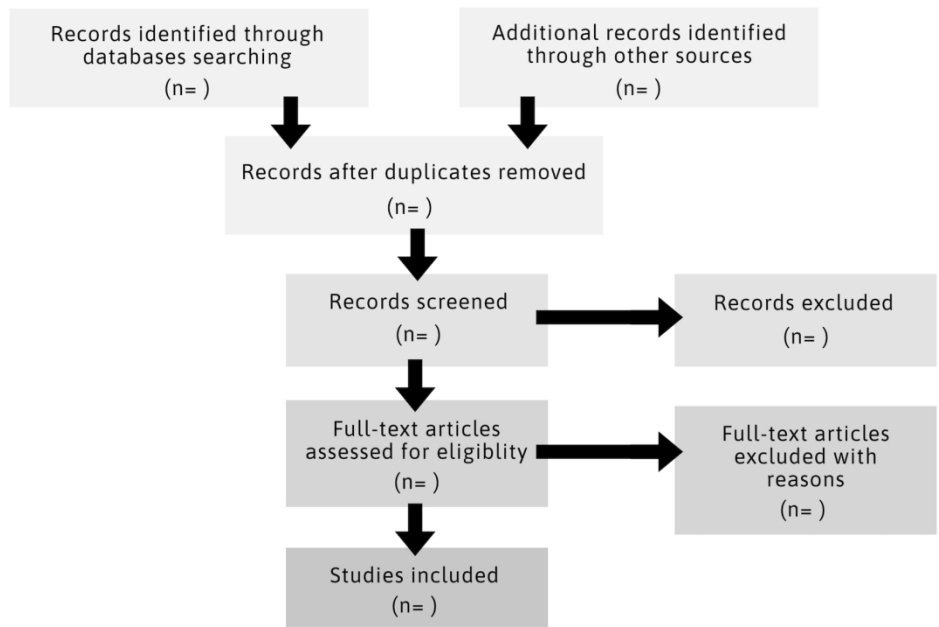 Records identified through
databases searching
(n= )
Additional records identified
through other sources
(n= )
Records after duplicates removed
(n= )
Records screened
(n= )
Records excluded
(n= )
Full-text articles
assessed for eligiblity
(n= )
Full-text articles
excluded with
reasons
(n= )
Studies included
(n= )